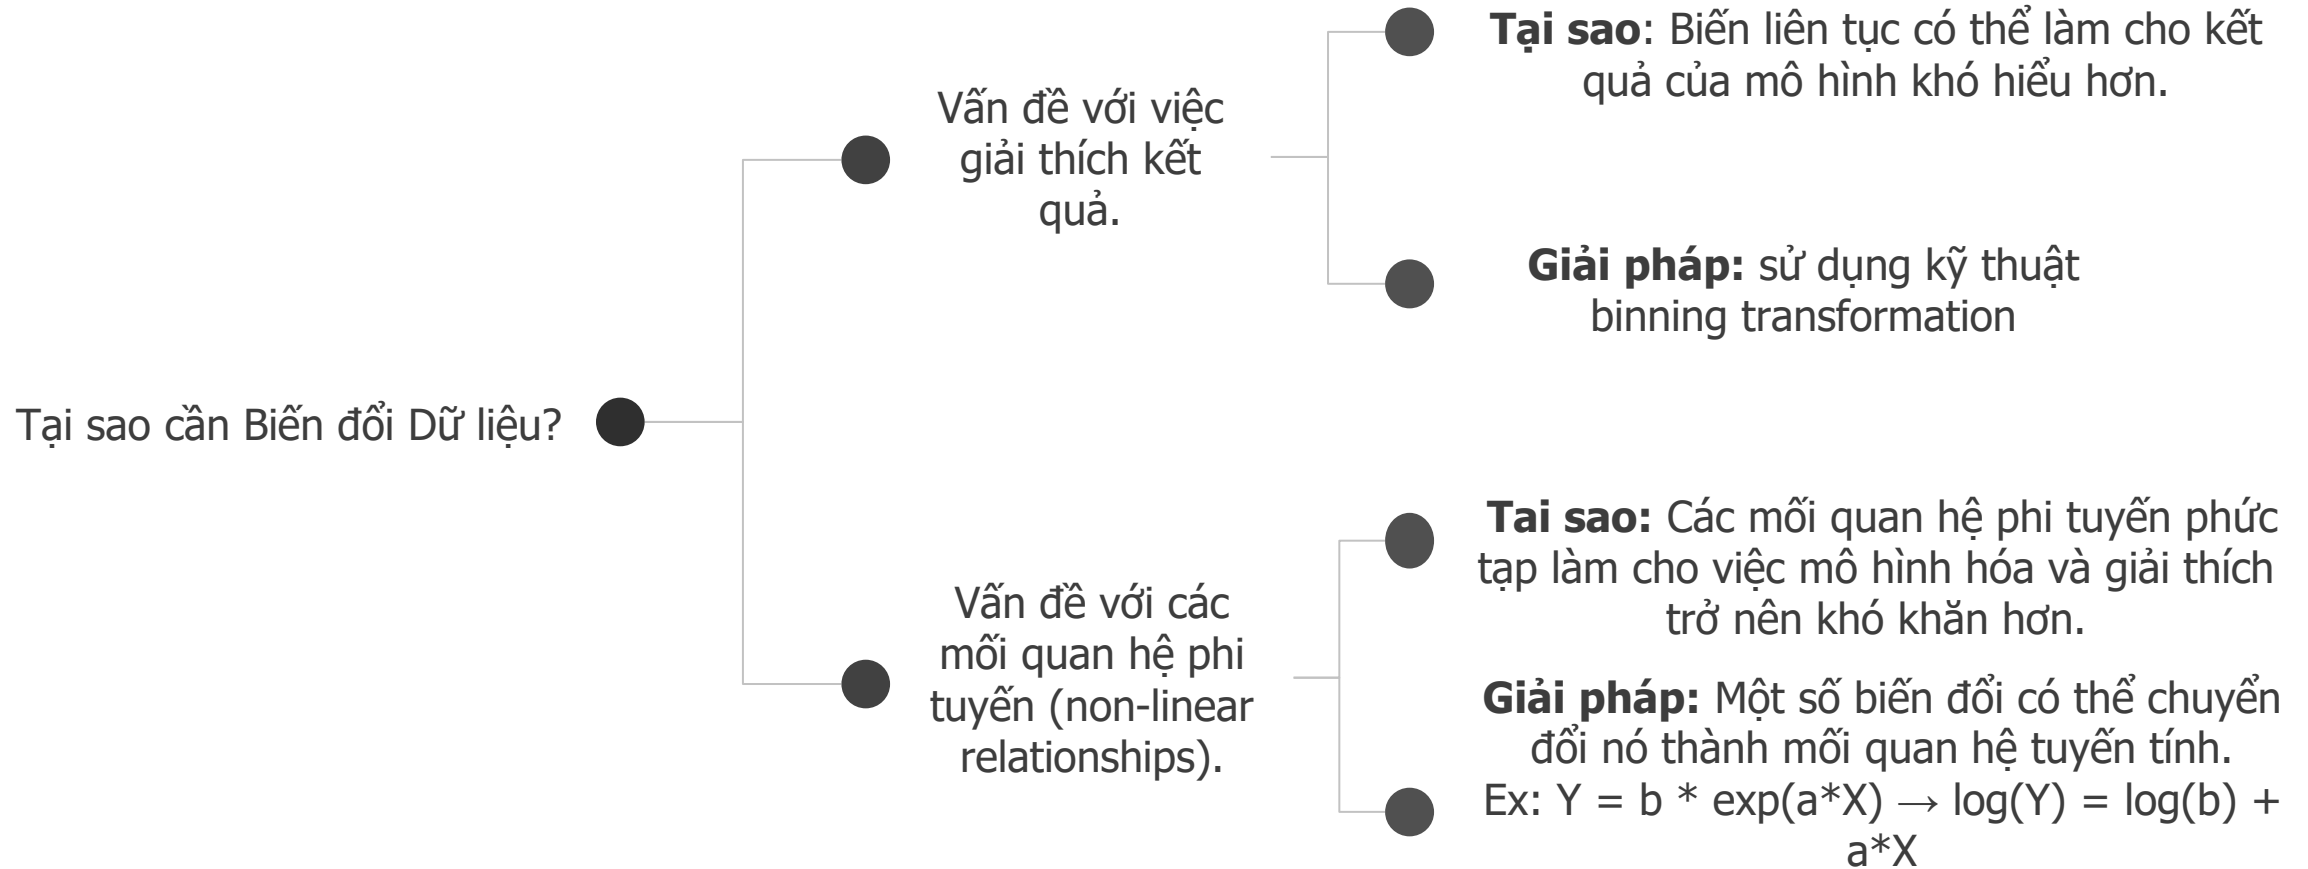 Tại sao cần Biến đổi Dữ liệu?
Vấn đề với việc
giải thích kết
quả.
Tại sao: Biến liên tục có thể làm cho kết
quả của mô hình khó hiểu hơn.
Giải pháp: sử dụng kỹ thuật
binning transformation
Vấn đề với các
mối quan hệ phi
tuyến (non-linear
relationships).
Tai sao: Các mối quan hệ phi tuyến phức
tạp làm cho việc mô hình hóa và giải thích
trở nên khó khăn hơn.
Giải pháp: Một số biến đổi có thể chuyển
đổi nó thành mối quan hệ tuyến tính.
Ex: Y = b * exp(a*X) → log(Y) = log(b) +
a*X